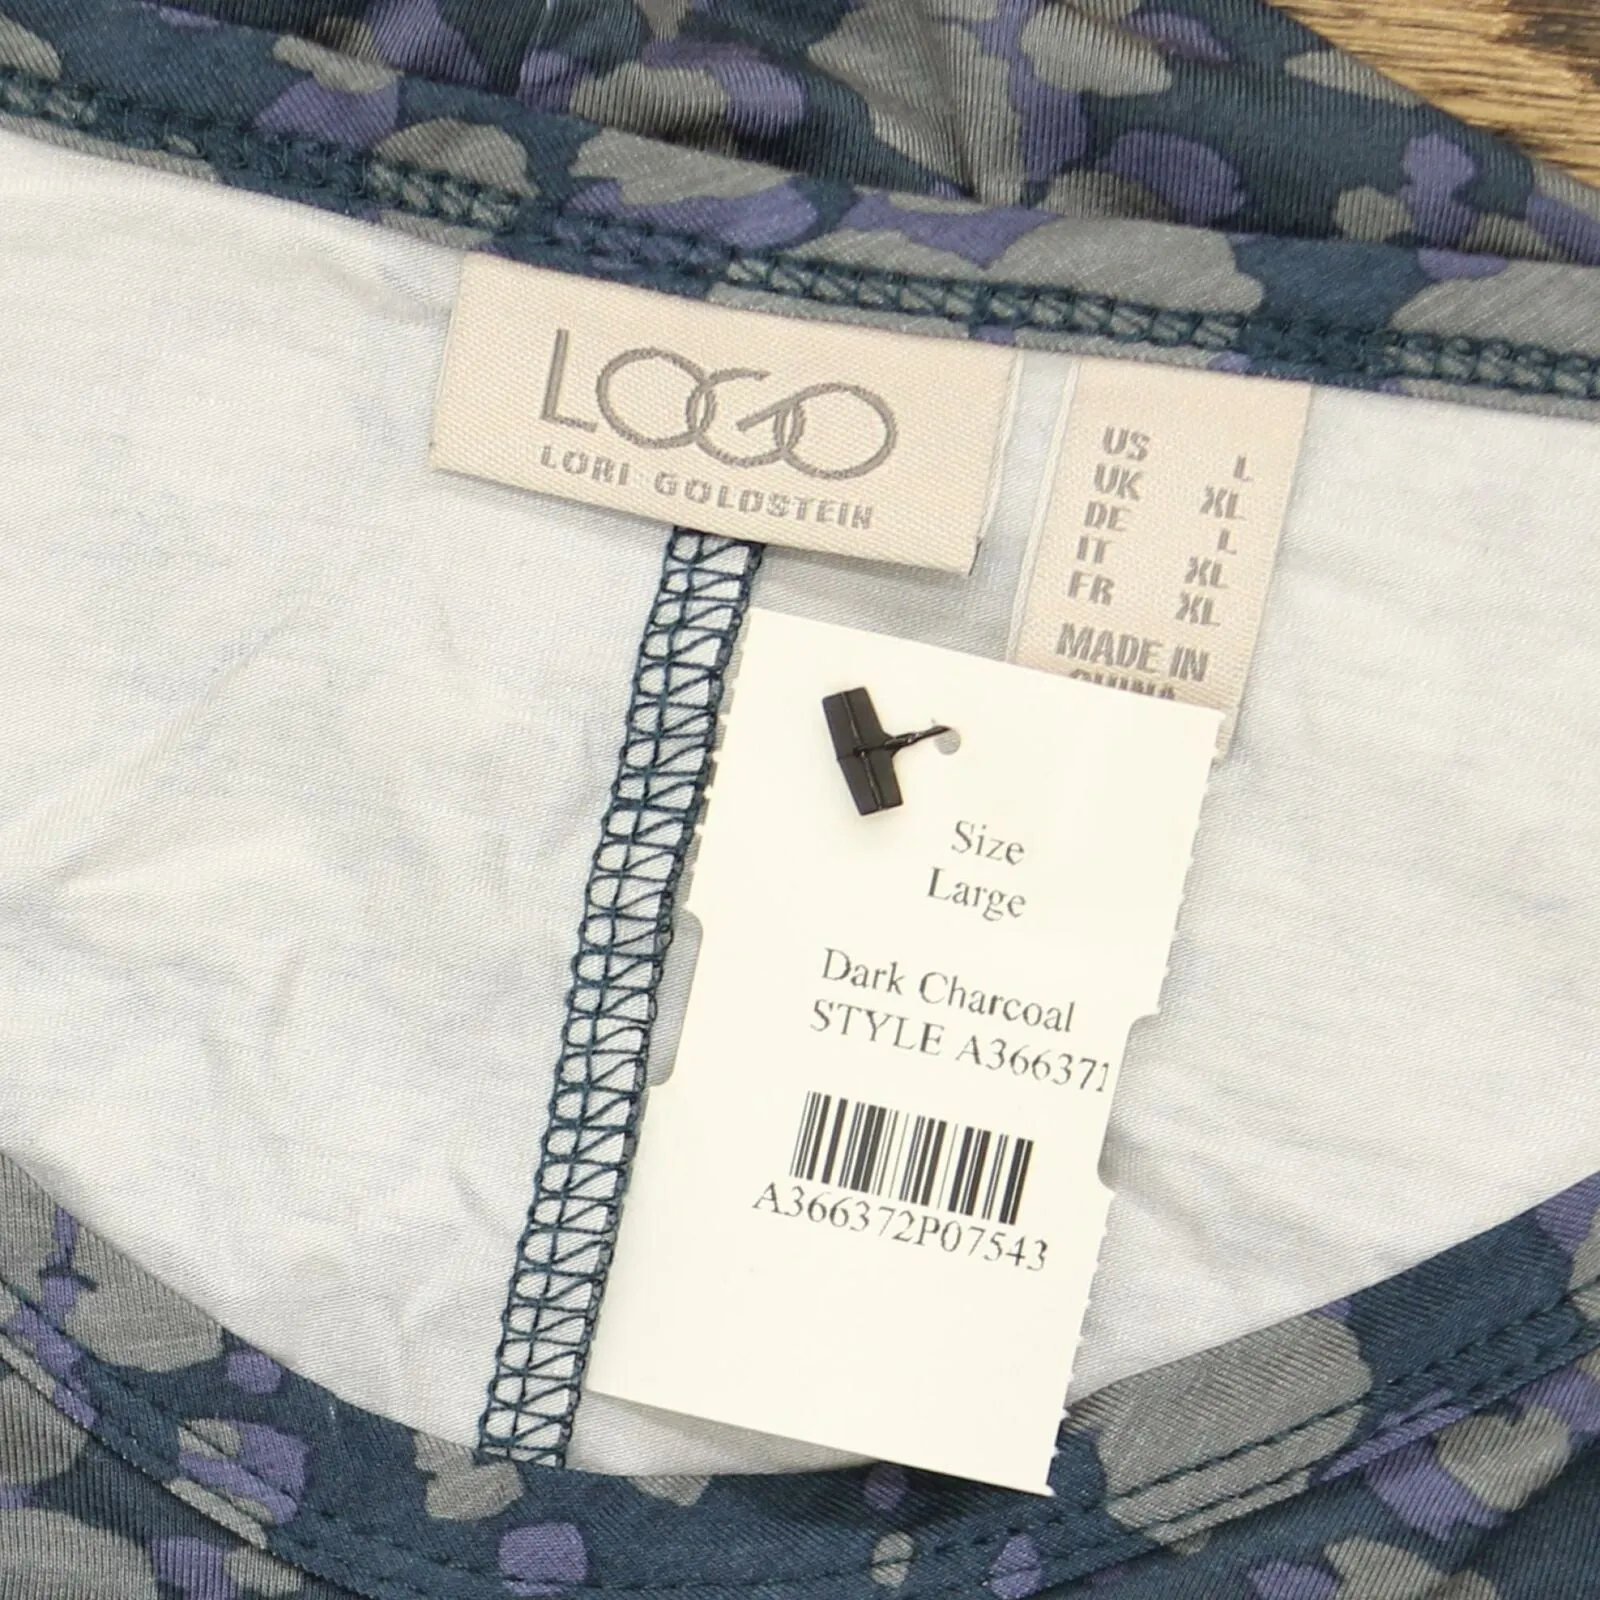 LOGO
LORI GOLDSTEIN
US L
UK XL
DE L
IT XL
FR XL
MADE IN
CHINA
Size
Large
Dark Charcoal
STYLE A366371
A366372P07543